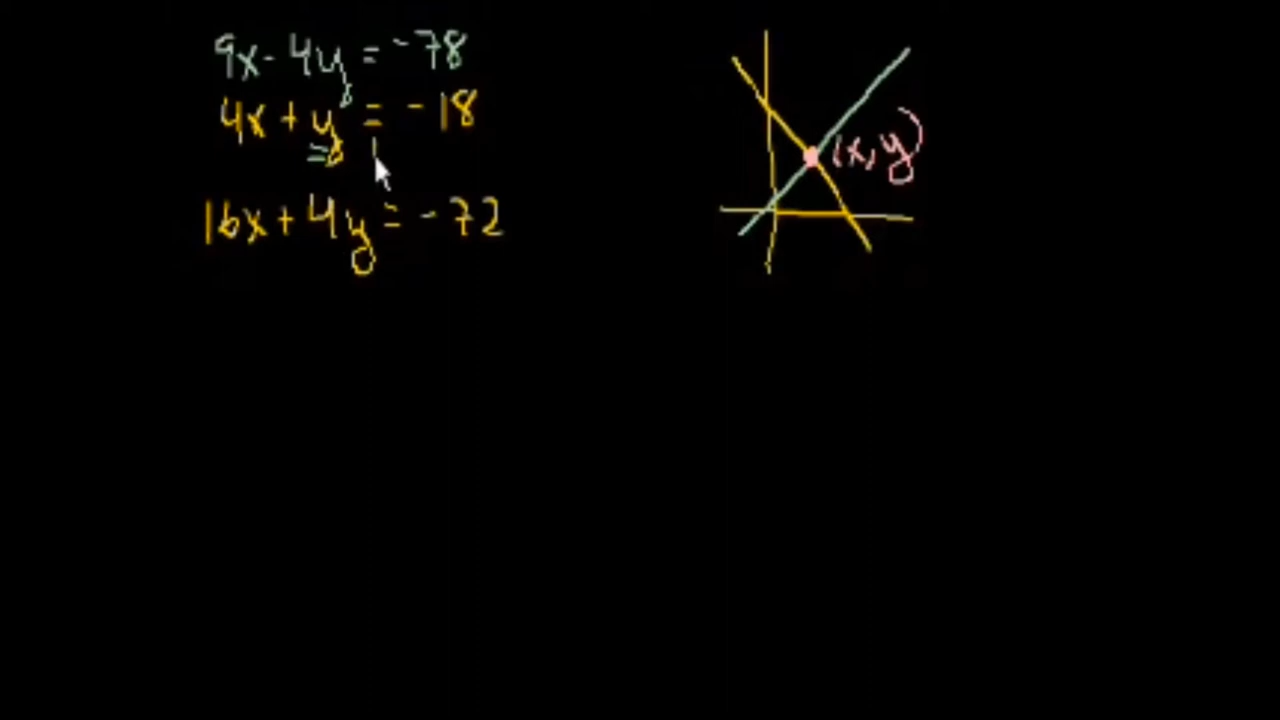 9x - 4y = -78
4x + y = -18
16x + 4y = -72
(x, y)